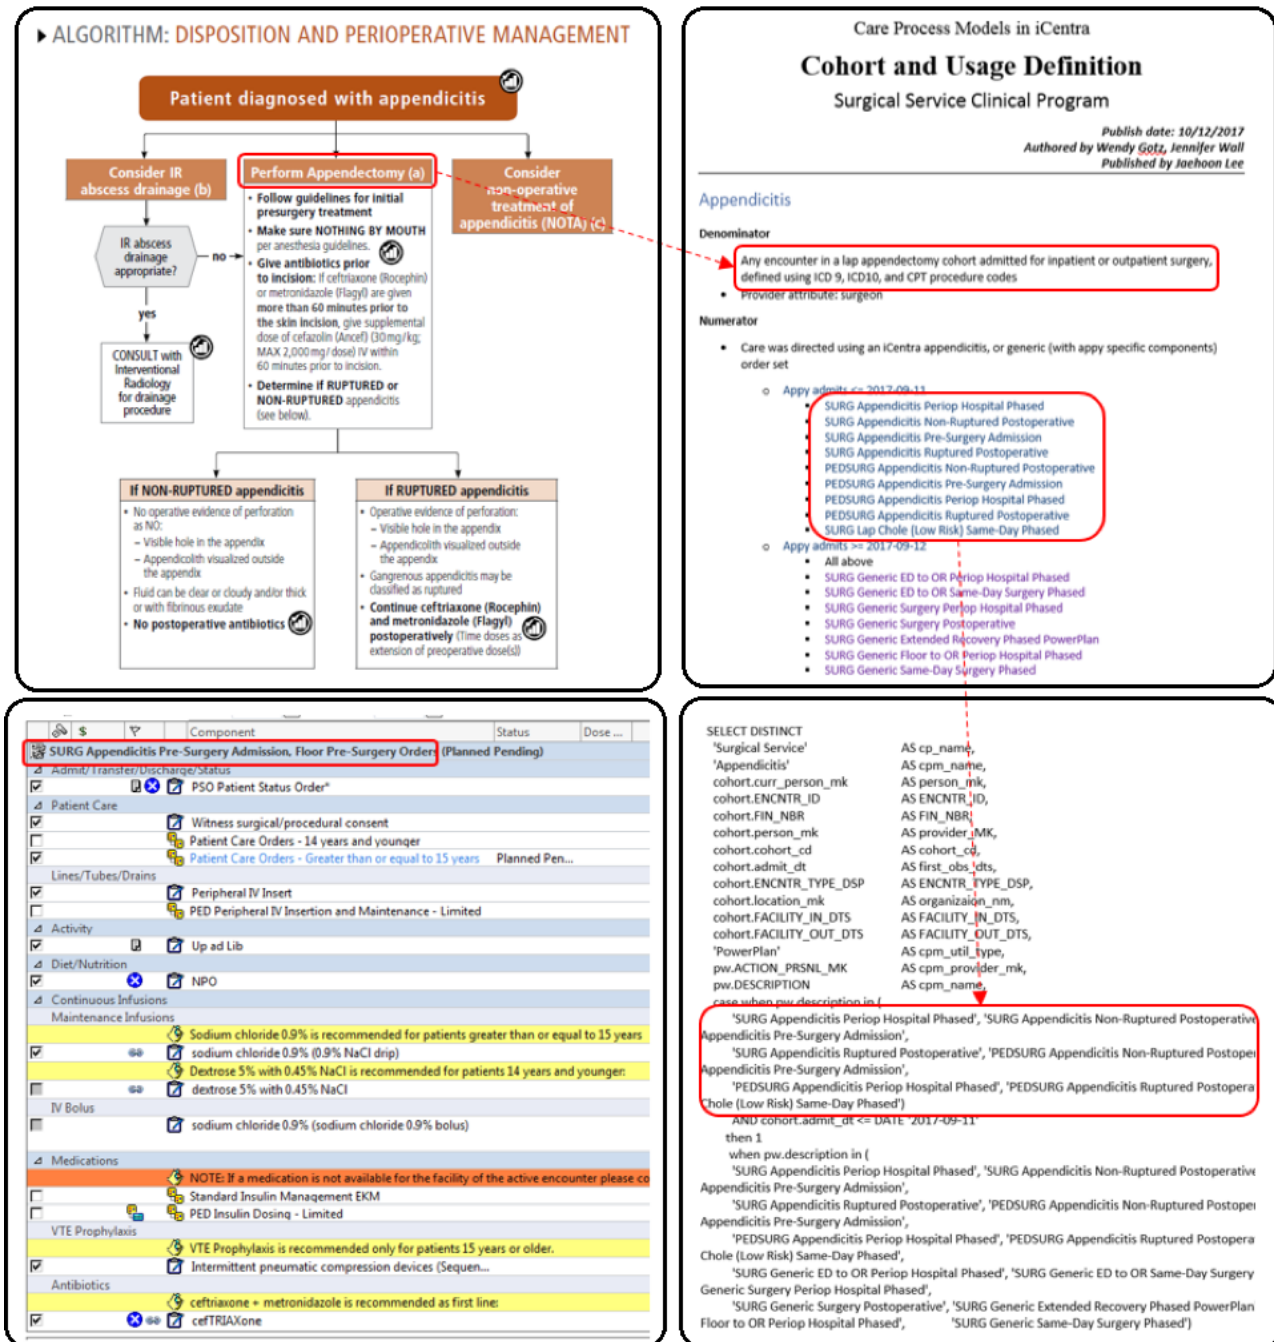 ▸ ALGORITHM: DISPOSITION AND PERIOPERATIVE MANAGEMENT
Patient diagnosed with appendicitis
Consider IR
abscess drainage (b)
IR abscess
drainage
appropriate?
no
yes
CONSULT with
Interventional
Radiology
for drainage
procedure
Perform Appendectomy (a)
• Follow guidelines for initial
presurgery treatment
• Make sure NOTHING BY MOUTH
per anesthesia guidelines.
• Give antibiotics prior
to incision: If ceftriaxone (Rocephin)
or metronidazole (Flagyl) are given
more than 60 minutes prior to
the skin incision, give supplemental
dose of cefazolin (Ancef) (30mg/kg;
MAX 2,000mg/dose) IV within
60 minutes prior to incision.
• Determine if RUPTURED or
NON-RUPTURED appendicitis
(see below).
Consider
non-operative
treatment of
appendicitis (NOTA) (c)
If NON-RUPTURED appendicitis
• No operative evidence of perforation
as NO:
– Visible hole in the appendix
– Appendicolith visualized outside
the appendix
• Fluid can be clear or cloudy and/or thick
or with fibrinous exudate
• No postoperative antibiotics
If RUPTURED appendicitis
• Operative evidence of perforation:
– Visible hole in the appendix
– Appendicolith visualized outside
the appendix
• Gangrenous appendicitis may be
classified as ruptured
• Continue ceftriaxone (Rocephin)
and metronidazole (Flagyl)
postoperatively (Time doses as
extension of preoperative dose(s))
Care Process Models in iCentra
Cohort and Usage Definition
Surgical Service Clinical Program
Publish date: 10/12/2017
Authored by Wendy Gotz, Jennifer Wall
Published by Jaehoon Lee
Appendicitis
Denominator
Any encounter in a lap appendectomy cohort admitted for inpatient or outpatient surgery,
defined using ICD 9, ICD10, and CPT procedure codes
• Provider attribute: surgeon
Numerator
• Care was directed using an iCentra appendicitis, or generic (with appy specific components)
order set
o Appy admits <= 2017-09-11
▪ SURG Appendicitis Periop Hospital Phased
▪ SURG Appendicitis Non-Ruptured Postoperative
▪ SURG Appendicitis Pre-Surgery Admission
▪ SURG Appendicitis Ruptured Postoperative
▪ PEDSURG Appendicitis Non-Ruptured Postoperative
▪ PEDSURG Appendicitis Pre-Surgery Admission
▪ PEDSURG Appendicitis Periop Hospital Phased
▪ PEDSURG Appendicitis Ruptured Postoperative
▪ SURG Lap Chole (Low Risk) Same-Day Phased
o Appy admits >= 2017-09-12
▪ All above
▪ SURG Generic ED to OR Periop Hospital Phased
▪ SURG Generic ED to OR Same-Day Surgery Phased
▪ SURG Generic Surgery Periop Hospital Phased
▪ SURG Generic Surgery Postoperative
▪ SURG Generic Extended Recovery Phased PowerPlan
▪ SURG Generic Floor to OR Periop Hospital Phased
▪ SURG Generic Same-Day Surgery Phased
$ Component Status Dose ...
SURG Appendicitis Pre-Surgery Admission, Floor Pre-Surgery Orders (Planned Pending)
Admit/Transfer/Discharge/Status
PSO Patient Status Order*
Patient Care
Witness surgical/procedural consent
Patient Care Orders - 14 years and younger
Patient Care Orders - Greater than or equal to 15 years Planned Pen...
Lines/Tubes/Drains
Peripheral IV Insert
PED Peripheral IV Insertion and Maintenance - Limited
Activity
Up ad Lib
Diet/Nutrition
NPO
Continuous Infusions
Maintenance Infusions
Sodium chloride 0.9% is recommended for patients greater than or equal to 15 years
sodium chloride 0.9% (0.9% NaCl drip)
Dextrose 5% with 0.45% NaCl is recommended for patients 14 years and younger:
dextrose 5% with 0.45% NaCl
IV Bolus
sodium chloride 0.9% (sodium chloride 0.9% bolus)
Medications
NOTE: If a medication is not available for the facility of the active encounter please co
Standard Insulin Management EKM
PED Insulin Dosing - Limited
VTE Prophylaxis
VTE Prophylaxis is recommended only for patients 15 years or older.
Intermittent pneumatic compression devices (Sequen...
Antibiotics
ceftriaxone + metronidazole is recommended as first line:
cefTRIAXone
SELECT DISTINCT
'Surgical Service' AS cp_name,
'Appendicitis' AS cpm_name,
cohort.curr_person_mk AS person_mk,
cohort.ENCNTR_ID AS ENCNTR_ID,
cohort.FIN_NBR AS FIN_NBR,
cohort.person_mk AS provider_MK,
cohort.cohort_cd AS cohort_cd,
cohort.admit_dt AS first_obs_dts,
cohort.ENCNTR_TYPE_DSP AS ENCNTR_TYPE_DSP,
cohort.location_mk AS organizaion_nm,
cohort.FACILITY_IN_DTS AS FACILITY_IN_DTS,
cohort.FACILITY_OUT_DTS AS FACILITY_OUT_DTS,
'PowerPlan' AS cpm_util_type,
pw.ACTION_PRSNL_MK AS cpm_provider_mk,
pw.DESCRIPTION AS cpm_name,
case when pw.description in (
'SURG Appendicitis Periop Hospital Phased', 'SURG Appendicitis Non-Ruptured Postoperative
Appendicitis Pre-Surgery Admission',
'SURG Appendicitis Ruptured Postoperative', 'PEDSURG Appendicitis Non-Ruptured Postoper
Appendicitis Pre-Surgery Admission',
'PEDSURG Appendicitis Periop Hospital Phased', 'PEDSURG Appendicitis Ruptured Postopera
Chole (Low Risk) Same-Day Phased')
AND cohort.admit_dt <= DATE '2017-09-11'
then 1
when pw.description in (
'SURG Appendicitis Periop Hospital Phased', 'SURG Appendicitis Non-Ruptured Postoperative
Appendicitis Pre-Surgery Admission',
'SURG Appendicitis Ruptured Postoperative', 'PEDSURG Appendicitis Non-Ruptured Postoper
Appendicitis Pre-Surgery Admission',
'PEDSURG Appendicitis Periop Hospital Phased', 'PEDSURG Appendicitis Ruptured Postopera
Chole (Low Risk) Same-Day Phased',
'SURG Generic ED to OR Periop Hospital Phased', 'SURG Generic ED to OR Same-Day Surgery
Generic Surgery Periop Hospital Phased',
'SURG Generic Surgery Postoperative', 'SURG Generic Extended Recovery Phased PowerPlan
Floor to OR Periop Hospital Phased', 'SURG Generic Same-Day Surgery Phased')